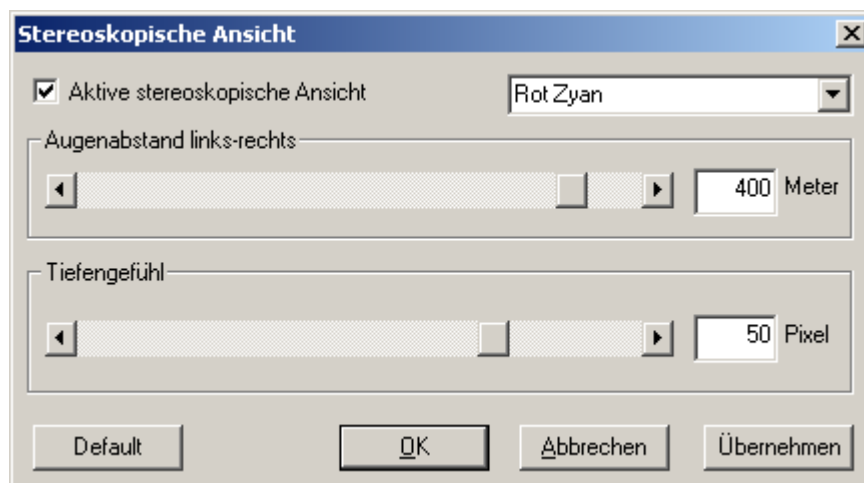 Stereoskopische Ansicht
Aktive stereoskopische Ansicht Rot Zyan
Augenabstand links-rechts
400 Meter
Tiefengefühl
50 Pixel
Default OK Abbrechen Übernehmen